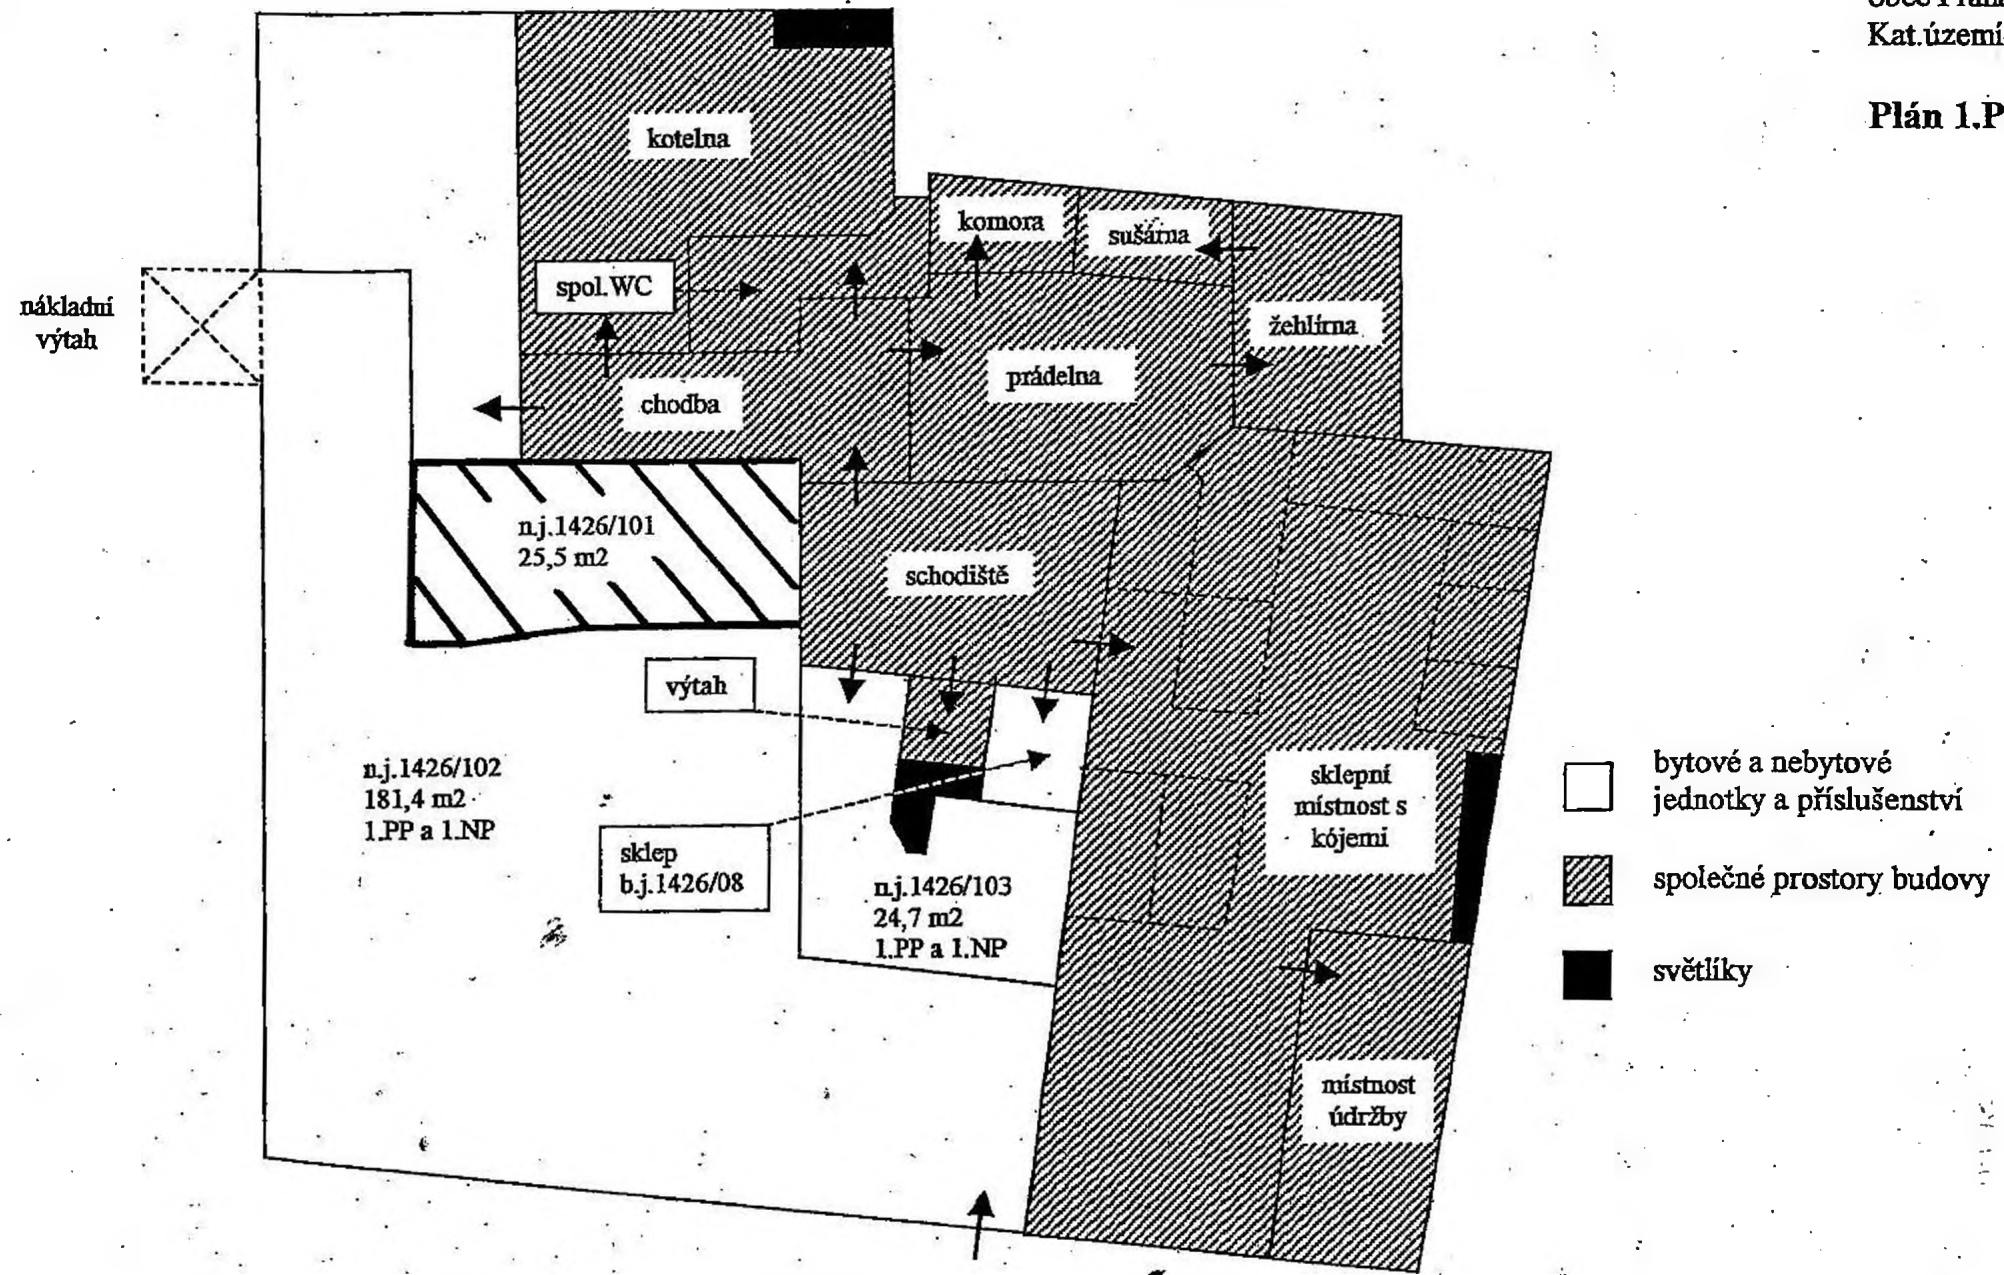 Kat.území
Plán 1.P
kotelna
komora
sušárna
spol.WC
nákladní
výtah
žehlírna
prádelna
chodba
n.j.1426/101
25,5 m2
schodiště
výtah
n.j.1426/102
181,4 m2
1.PP a 1.NP
sklepní
místnost s
kójemi
bytové a nebytové
jednotky a příslušenství
sklep
b.j.1426/08
n.j.1426/103
24,7 m2
1.PP a 1.NP
společné prostory budovy
světlíky
místnost
údržby